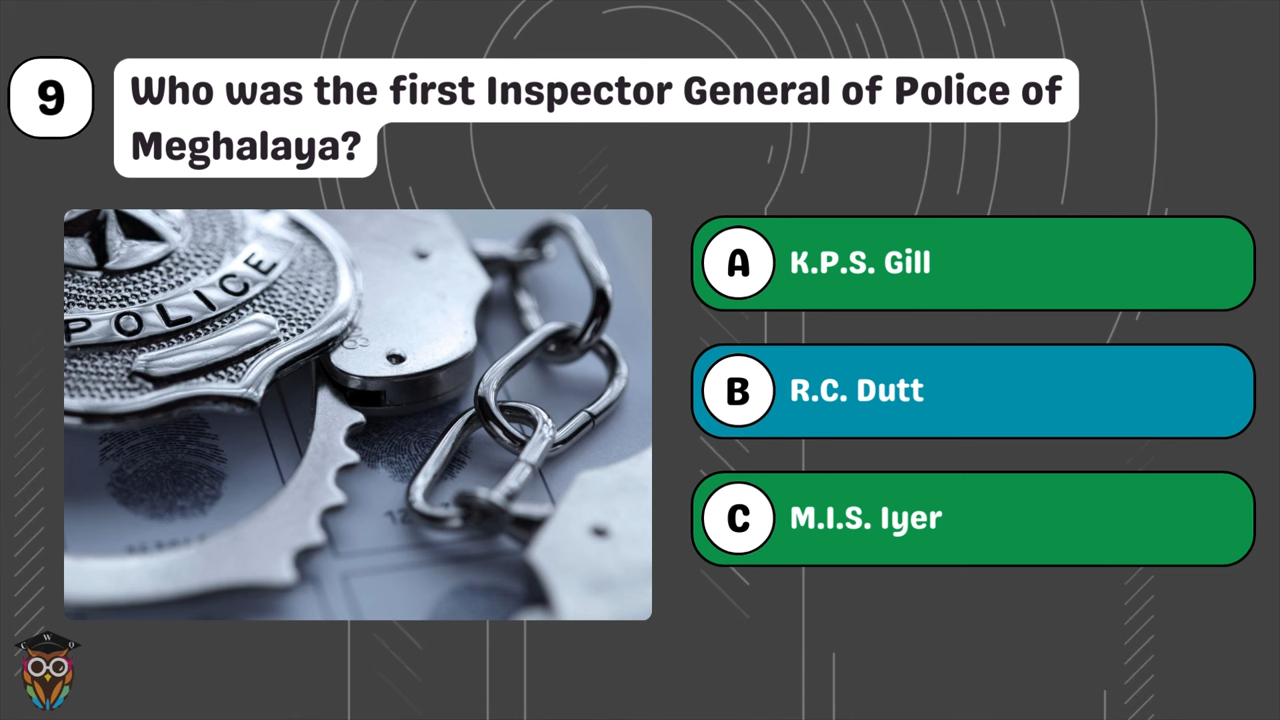 9
Who was the first Inspector General of Police of
Meghalaya?
POLICE
A
K.P.S. Gill
B
R.C. Dutt
C
M.I.S. Iyer
C W O